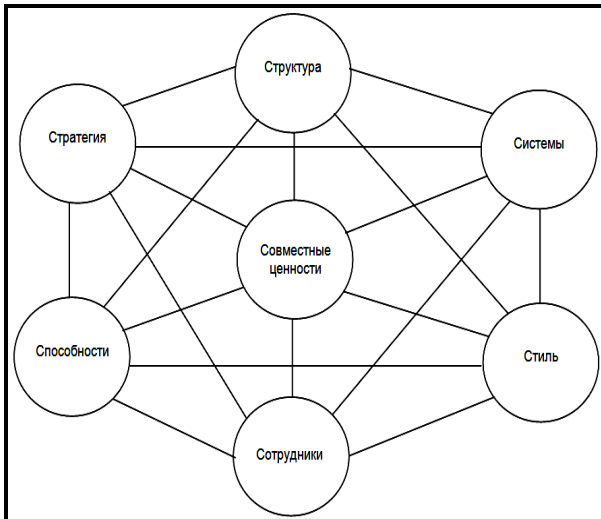 Структура
Стратегия
Системы
Совместные
ценности
Способности
Стиль
Сотрудники